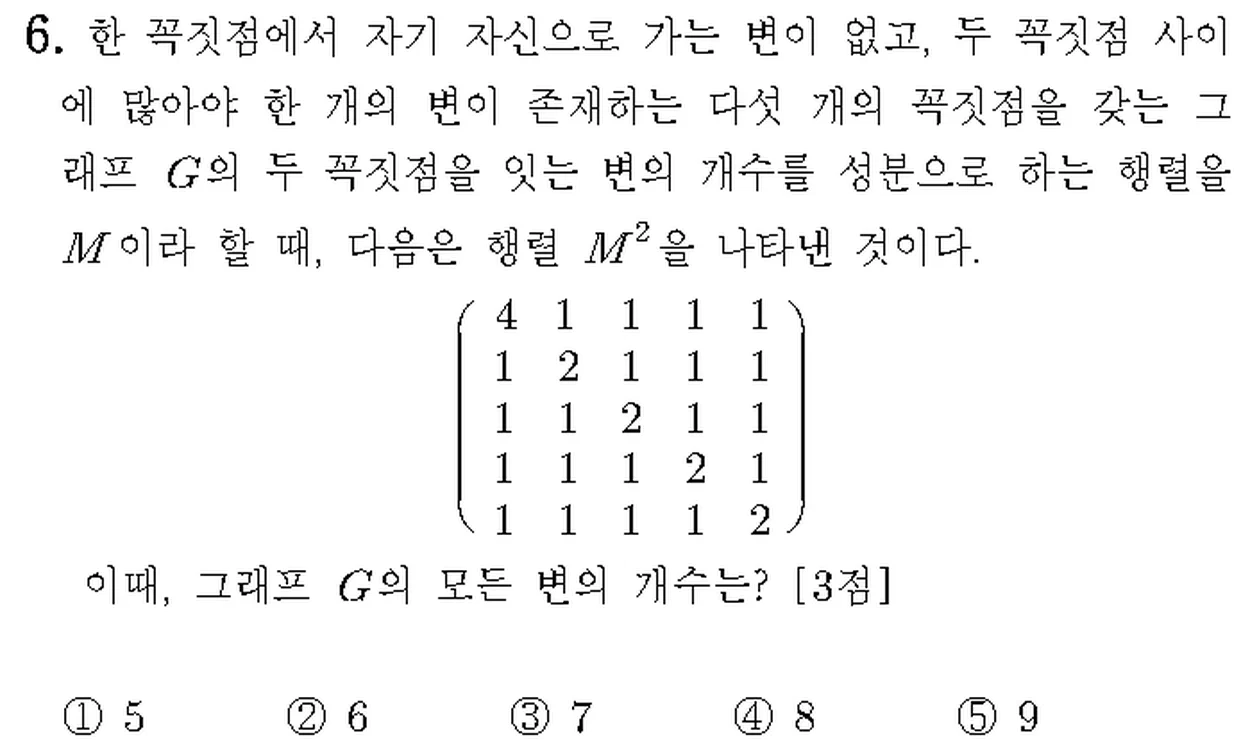 6. 한 꼭짓점에서 자기 자신으로 가는 변이 없고, 두 꼭짓점 사이
에 많아야 한 개의 변이 존재하는 다섯 개의 꼭짓점을 갖는 그
래프 G의 두 꼭짓점을 잇는 변의 개수를 성분으로 하는 행렬을
M이라 할 때, 다음은 행렬 M²을 나타낸 것이다.
4 1 1 1 1
1 2 1 1 1
1 1 2 1 1
1 1 1 2 1
1 1 1 1 2
이때, 그래프 G의 모든 변의 개수는? [3점]
① 5 ② 6 ③ 7 ④ 8 ⑤ 9